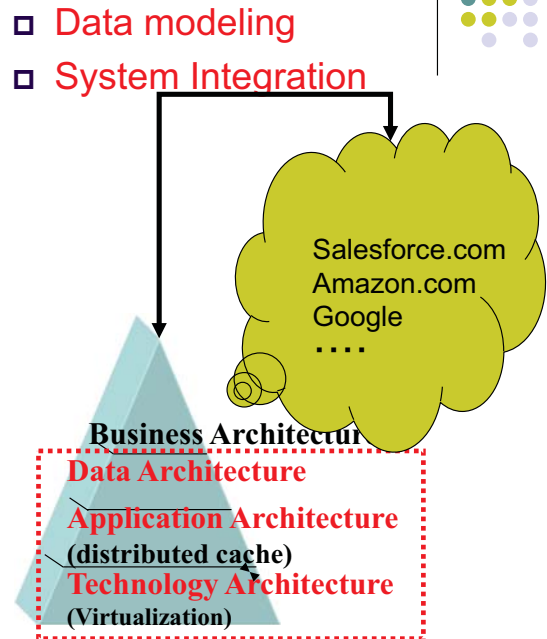 Data modeling
System Integration
Salesforce.com
Amazon.com
Google
....
Business Architectur
Data Architecture
Application Architecture
(distributed cache)
Technology Architecture
(Virtualization)